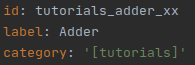 id: tutorials_adder_xx
label: Adder
category: '[tutorials]'